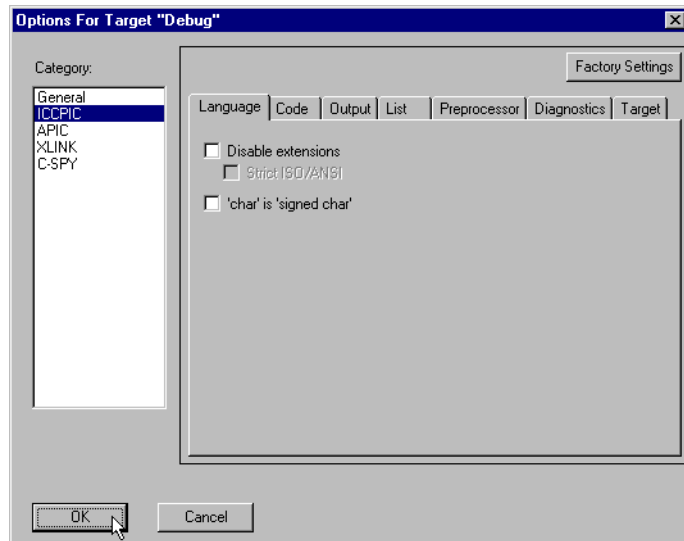 Options For Target "Debug"
Category:
Factory Settings
General
ICCPIC
APIC
XLINK
C-SPY
Language Code Output List Preprocessor Diagnostics Target
Disable extensions
Strict ISO/ANSI
'char' is 'signed char'
OK Cancel